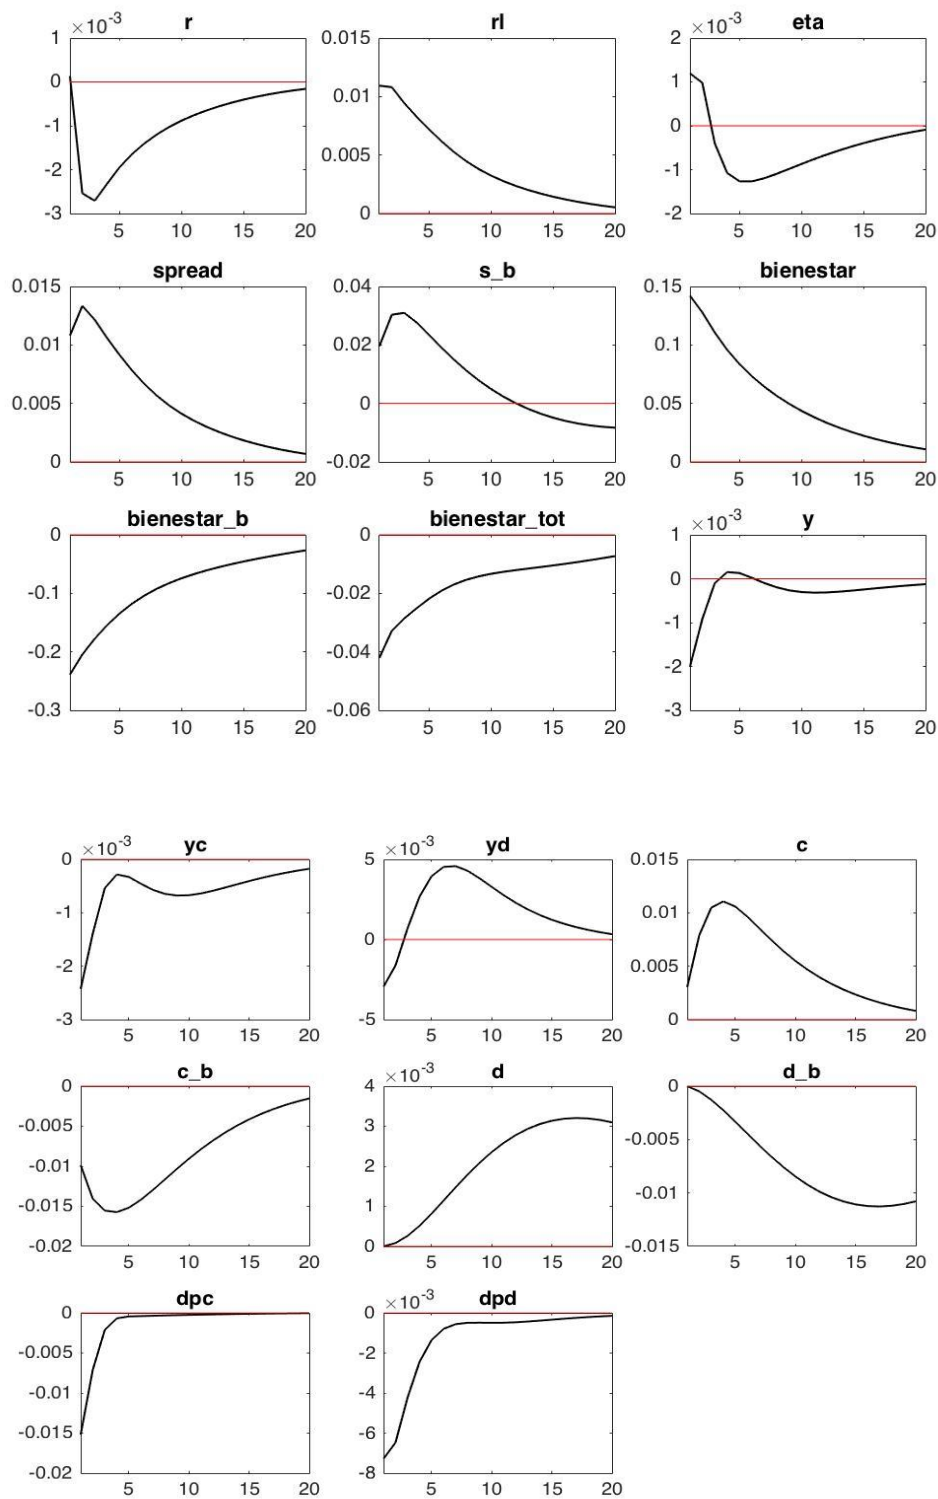 ×10^-3 r rl ×10^-3 eta
1 0.015 2
0 0.01 1
-1 0
-2 0.005 -1
-3 0 -2
5 10 15 20 5 10 15 20 5 10 15 20
spread s_b bienestar
0.015 0.04 0.15
0.01 0.02 0.1
0.005 0 0.05
0 -0.02 0
5 10 15 20 5 10 15 20 5 10 15 20
bienestar_b bienestar_tot ×10^-3 y
0 0 1
-0.1 -0.02 0
-0.2 -0.04 -1
-2
-0.3 -0.06 -3
5 10 15 20 5 10 15 20 5 10 15 20
×10^-3 yc ×10^-3 yd c
0 5 0.015
-1 0.01
0
-2 0.005
-3 -5 0
5 10 15 20 5 10 15 20 5 10 15 20
c_b ×10^-3 d d_b
0 4 0
-0.005 3 -0.005
-0.01 2
-0.015 1 -0.01
-0.02 0 -0.015
5 10 15 20 5 10 15 20 5 10 15 20
dpc ×10^-3 dpd
0 0
-0.005 -2
-0.01 -4
-0.015 -6
-0.02 -8
5 10 15 20 5 10 15 20